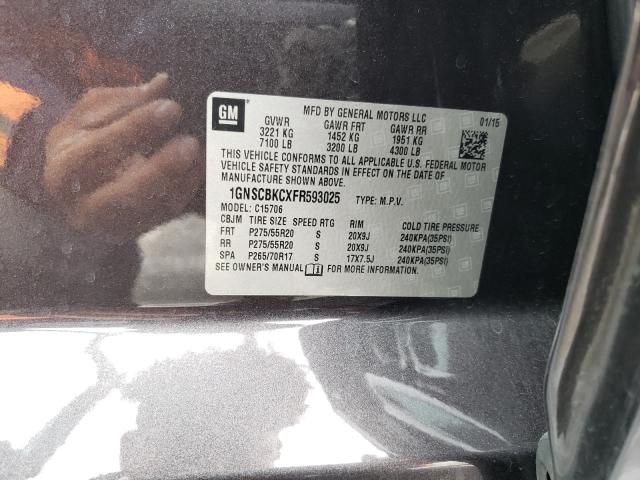 GM
MFD BY GENERAL MOTORS LLC 01/15
GVWR GAWR FRT GAWR RR
3221 KG 1452 KG 1951 KG
7100 LB 3200 LB 4300 LB
THIS VEHICLE CONFORMS TO ALL APPLICABLE U.S. FEDERAL MOTOR
VEHICLE SAFETY STANDARDS IN EFFECT ON THE DATE OF
MANUFACTURE SHOWN ABOVE.
1GNSCBKCXFR593025 TYPE: M.P.V.
MODEL: C15706
CBJM TIRE SIZE SPEED RTG RIM COLD TIRE PRESSURE
FRT P275/55R20 S 20X9J 240KPA(35PSI)
RR P275/55R20 S 20X9J 240KPA(35PSI)
SPA P265/70R17 S 17X7.5J 240KPA(35PSI)
SEE OWNER'S MANUAL FOR MORE INFORMATION.